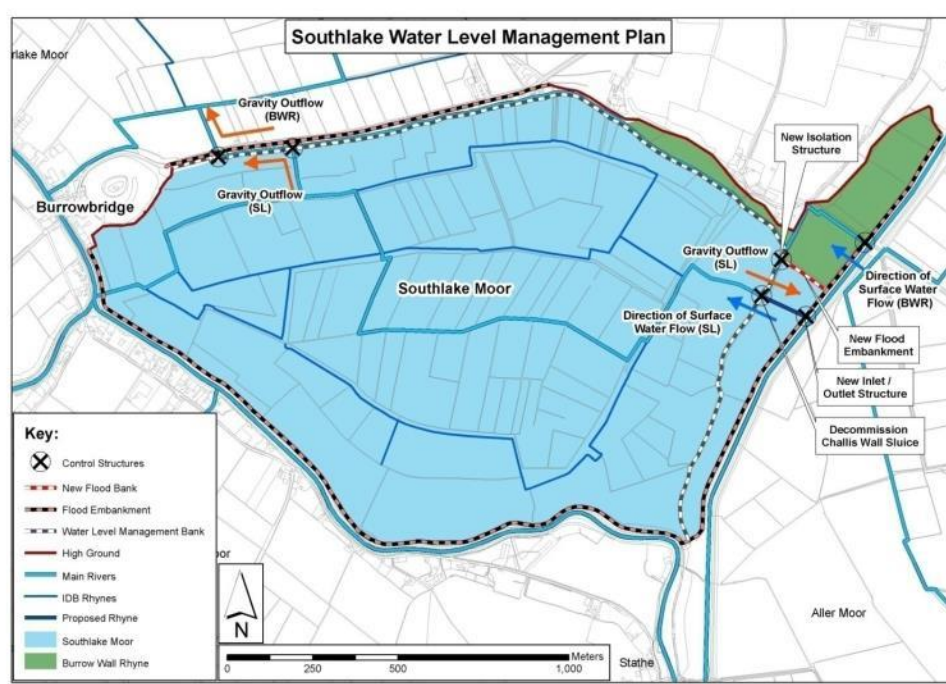 Southlake Water Level Management Plan
rlake Moor
Gravity Outflow
(BWR)
New Isolation
Structure
Burrowbridge
Gravity Outflow
(SL)
Gravity Outflow
(SL)
Southlake Moor
Direction of Surface
Water Flow (BWR)
Direction of Surface
Water Flow (SL)
New Flood
Embankment
New Inlet /
Outlet Structure
Decommission
Challis Wall Sluice
Key:
Control Structures
New Flood Bank
Flood Embankment
Water Level Management Bank
High Ground
Main Rivers
IDB Rhynes
Proposed Rhyne
Southlake Moor
Burrow Wall Rhyne
oor
N
Meters
0 250 500 1,000
Aller Moor
Stathe